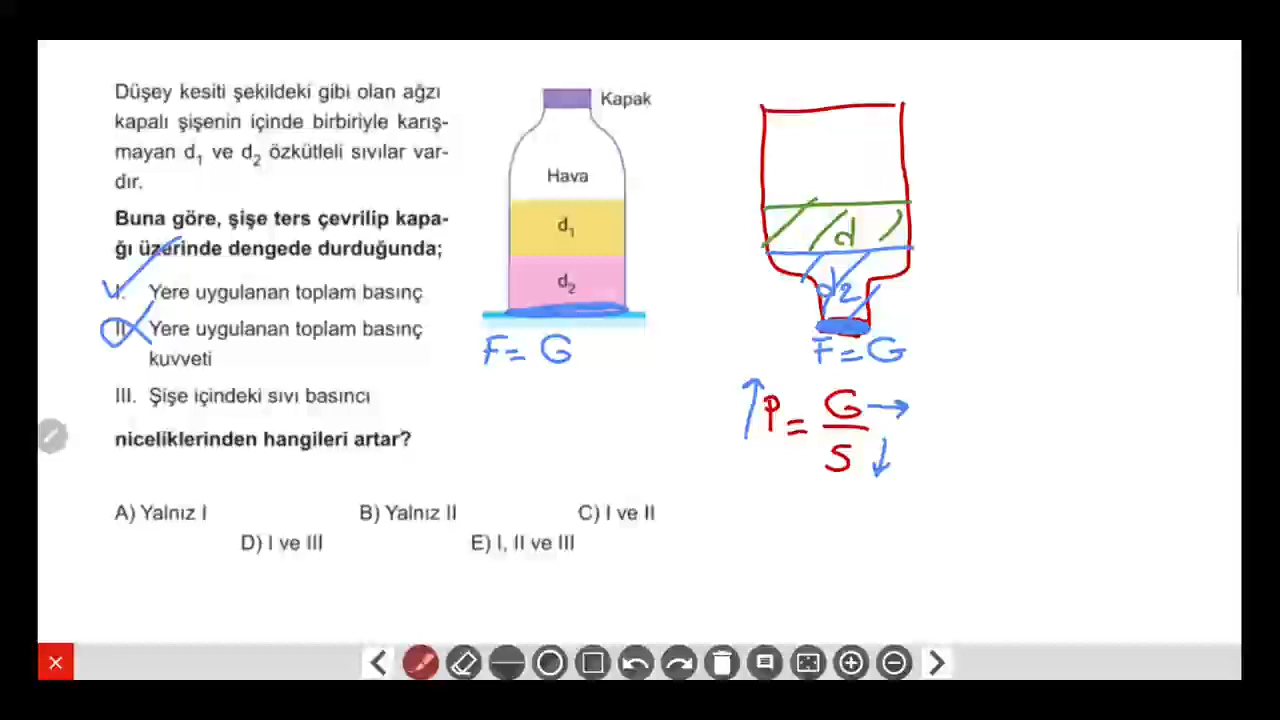 Düşey kesiti şekildeki gibi olan ağzı
kapalı şişenin içinde birbiriyle karış-
mayan d₁ ve d₂ özkütleli sıvılar var-
dır.
Buna göre, şişe ters çevrilip kapa-
ğı üzerinde dengede durduğunda;
I. Yere uygulanan toplam basınç
II. Yere uygulanan toplam basınç
kuvveti
III. Şişe içindeki sıvı basıncı
niceliklerinden hangileri artar?
A) Yalnız I B) Yalnız II C) I ve II
D) I ve III E) I, II ve III
Kapak
Hava
d₁
d₂
F = G
d
d2
F = G
P = G
S